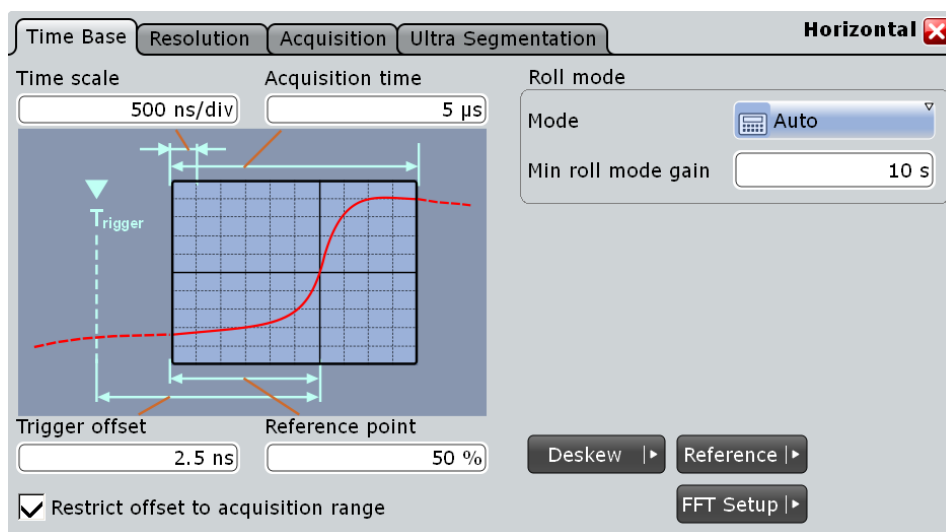 Time Base Resolution Acquisition Ultra Segmentation Horizontal
Time scale Acquisition time Roll mode
500 ns/div 5 µs
Mode Auto
Min roll mode gain 10 s
Trigger
Trigger offset Reference point
2.5 ns 50 %
Deskew Reference
Restrict offset to acquisition range
FFT Setup